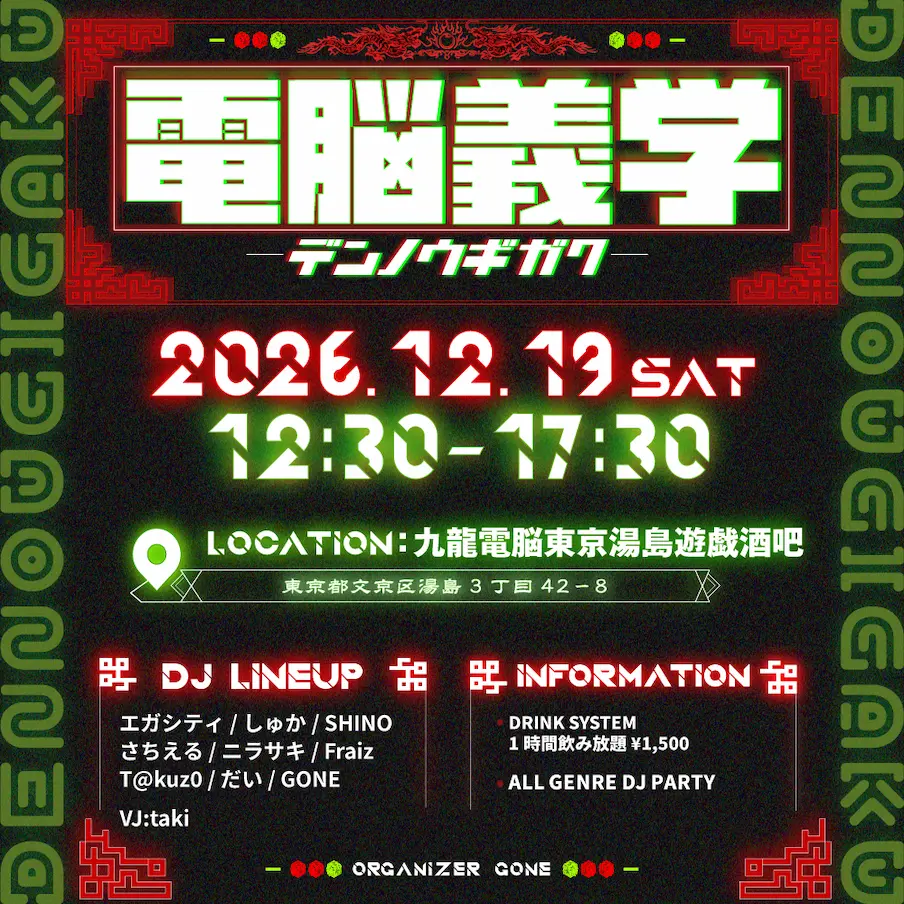 電脳義学
デンノウギガク
DENNOUGIGAKU
DENNOUGIGAKU
2026.12.19 SAT
12:30-17:30
LOCATION:九龍電脳東京湯島遊戯酒吧
東京都文京区湯島3丁目42-8
DJ LINEUP
エガシティ / しゅか / SHINO
さちえる / ニラサキ / Fraiz
T@kuz0 / だい / GONE
VJ:taki
INFORMATION
DRINK SYSTEM
1時間飲み放題 ¥1,500
ALL GENRE DJ PARTY
ORGANIZER GONE